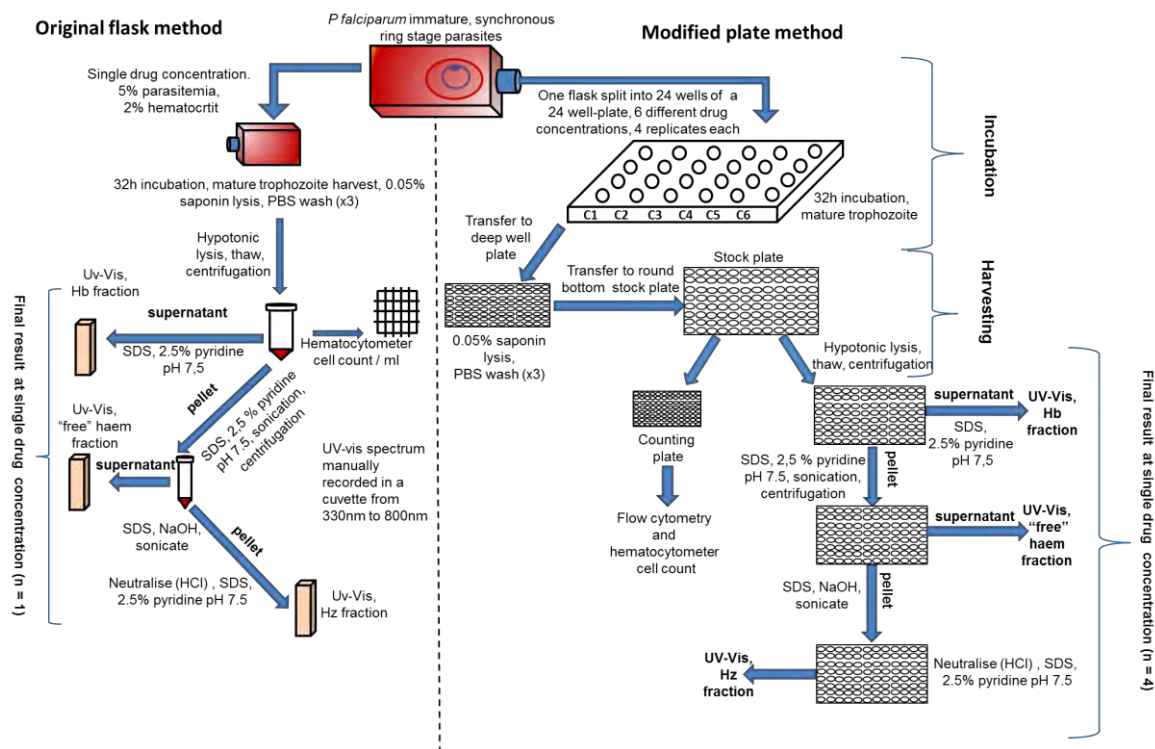 Original flask method
P falciparum immature, synchronous
ring stage parasites
Modified plate method
Single drug concentration.
5% parasitemia,
2% hematocrtit
32h incubation, mature trophozoite harvest, 0.05%
saponin lysis, PBS wash (x3)
Hypotonic
lysis, thaw,
centrifugation
Uv-Vis,
Hb fraction
supernatant
SDS, 2.5% pyridine
pH 7,5
Hematocytometer
cell count / ml
pellet
SDS, 2,5 % pyridine
pH 7.5, sonication,
centrifugation
Uv-Vis,
"free" haem
fraction
supernatant
SDS, NaOH,
sonicate
pellet
Neutralise (HCl) , SDS,
2.5% pyridine pH 7.5
Uv-Vis,
Hz fraction
UV-vis spectrum
manually
recorded in a
cuvette from
330nm to 800nm
Final result at single drug concentration (n = 1)
One flask split into 24 wells of a
24 well-plate, 6 different drug
concentrations, 4 replicates each
C1 C2 C3 C4 C5 C6
32h incubation,
mature trophozoite
Incubation
Transfer to
deep well
plate
0.05% saponin
lysis,
PBS wash (x3)
Transfer to round
bottom stock plate
Stock plate
Harvesting
Hypotonic lysis,
thaw, centrifugation
Counting
plate
Flow cytometry
and
hematocytometer
cell count
supernatant
SDS,
2.5% pyridine
pH 7,5
UV-Vis,
Hb
fraction
pellet
SDS, 2,5 % pyridine
pH 7.5, sonication,
centrifugation
supernatant
UV-Vis,
“free”
haem
fraction
SDS, NaOH,
sonicate
pellet
Neutralise (HCl) , SDS,
2.5% pyridine pH 7.5
UV-Vis,
Hz
fraction
Final result at single drug concentration (n = 4)